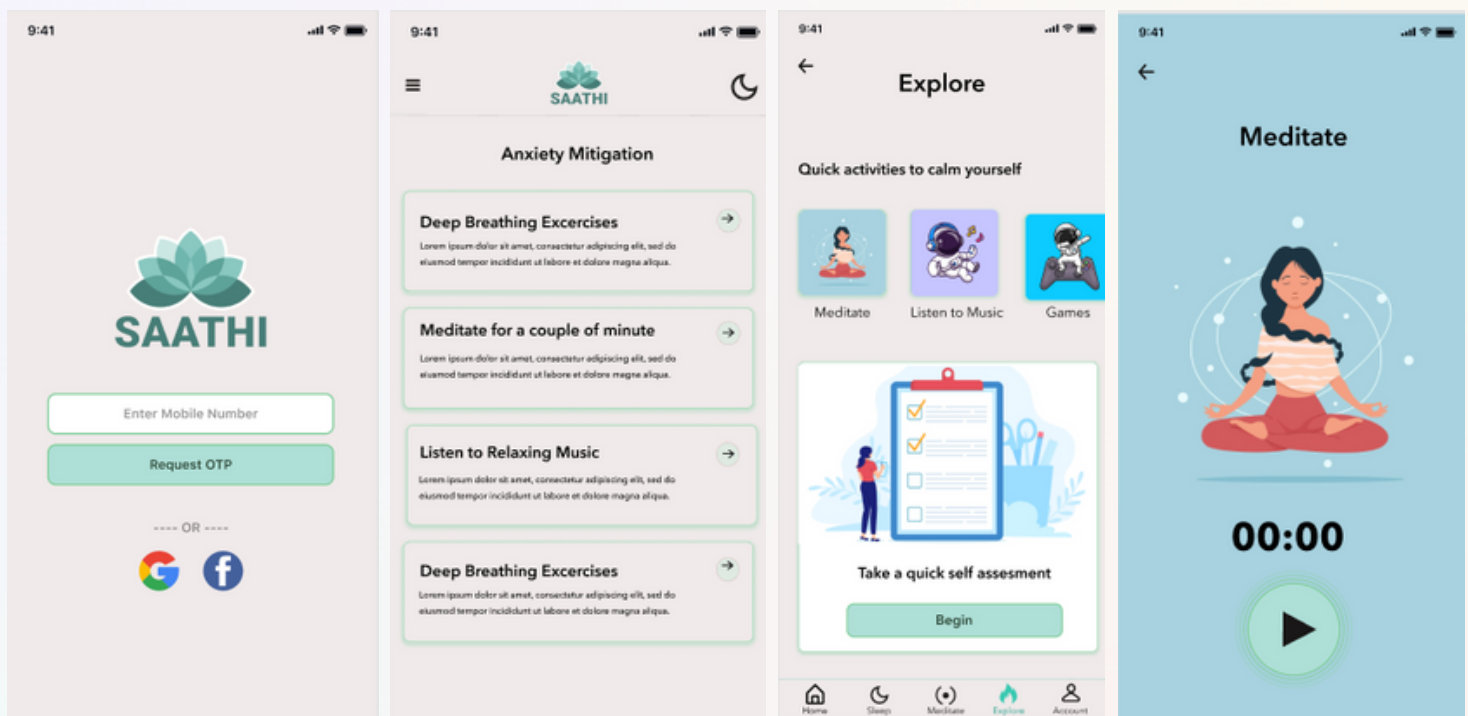 9:41
SAATHI
Enter Mobile Number
Request OTP
---- OR ----
9:41
SAATHI
Anxiety Mitigation
Deep Breathing Excercises
Lorem ipsum dolor sit amet, consectetur adipiscing elit, sed do
eiusmod tempor incididunt ut labore et dolore magna aliqua.
Meditate for a couple of minute
Lorem ipsum dolor sit amet, consectetur adipiscing elit, sed do
eiusmod tempor incididunt ut labore et dolore magna aliqua.
Listen to Relaxing Music
Lorem ipsum dolor sit amet, consectetur adipiscing elit, sed do
eiusmod tempor incididunt ut labore et dolore magna aliqua.
Deep Breathing Excercises
Lorem ipsum dolor sit amet, consectetur adipiscing elit, sed do
eiusmod tempor incididunt ut labore et dolore magna aliqua.
9:41
Explore
Quick activities to calm yourself
Meditate Listen to Music Games
Take a quick self assesment
Begin
Home Sleep Meditate Explore Account
9:41
Meditate
00:00